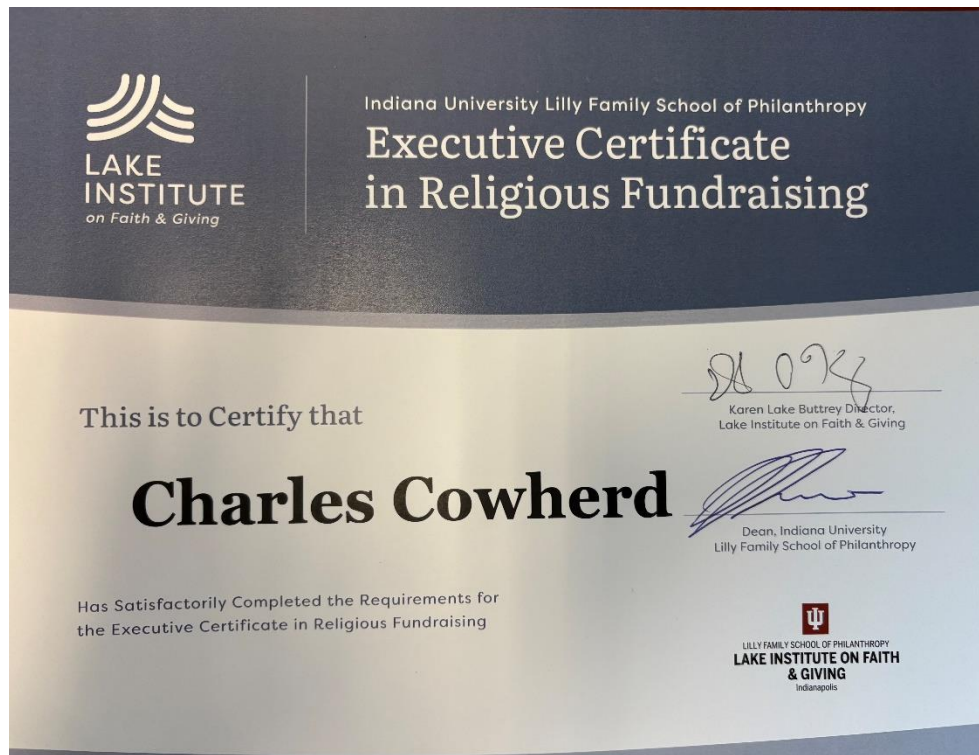 LAKE
INSTITUTE
on Faith & Giving
Indiana University Lilly Family School of Philanthropy
Executive Certificate
in Religious Fundraising
This is to Certify that
Charles Cowherd
Has Satisfactorily Completed the Requirements for
the Executive Certificate in Religious Fundraising
Karen Lake Buttrey Director,
Lake Institute on Faith & Giving
Dean, Indiana University
Lilly Family School of Philanthropy
LILLY FAMILY SCHOOL OF PHILANTHROPY
LAKE INSTITUTE ON FAITH
& GIVING
Indianapolis